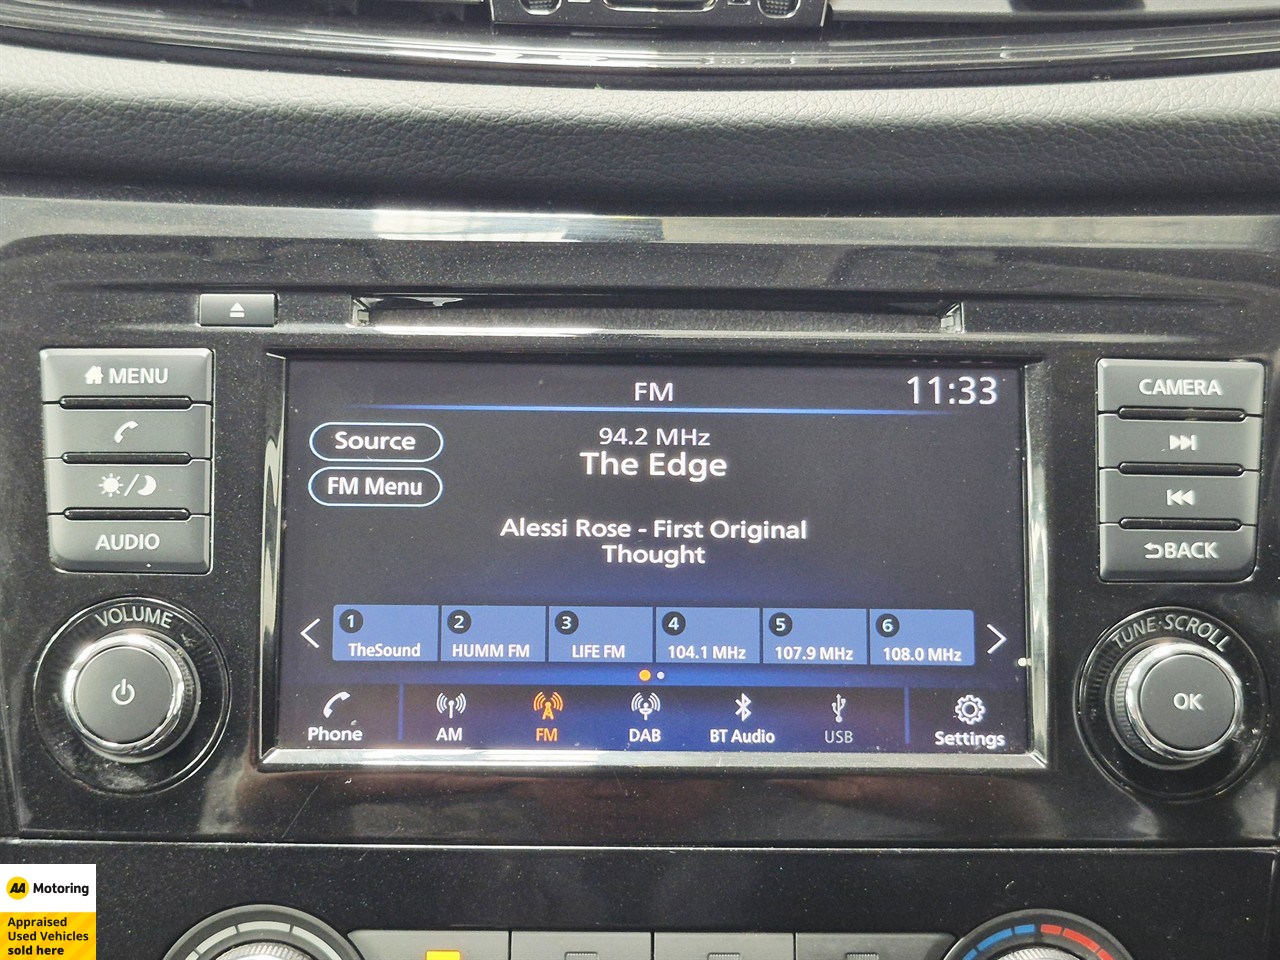 MENU
CAMERA
AUDIO
BACK
VOLUME
TUNE·SCROLL
OK
FM
11:33
Source
FM Menu
94.2 MHz
The Edge
Alessi Rose - First Original
Thought
1
TheSound
2
HUMM FM
3
LIFE FM
4
104.1 MHz
5
107.9 MHz
6
108.0 MHz
Phone
AM
FM
DAB
BT Audio
USB
Settings
AA Motoring
Appraised
Used Vehicles
sold here